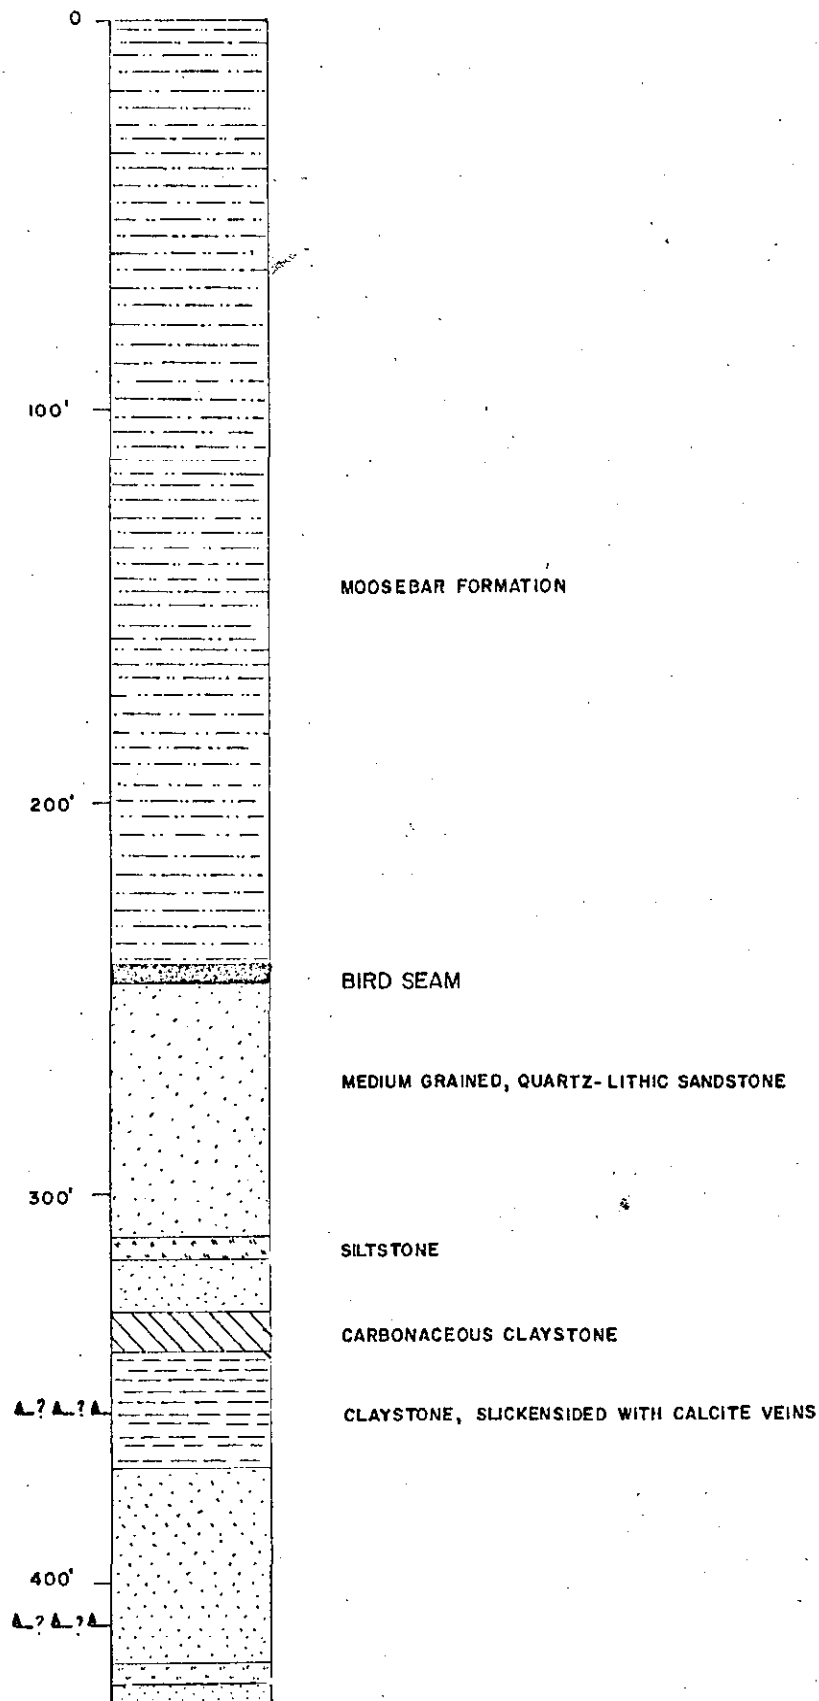 0
100'
MOOSEBAR FORMATION
200'
BIRD SEAM
MEDIUM GRAINED, QUARTZ-LITHIC SANDSTONE
300'
SILTSTONE
CARBONACEOUS CLAYSTONE
? ?
CLAYSTONE, SLICKENSIDED WITH CALCITE VEINS
400'
? ?